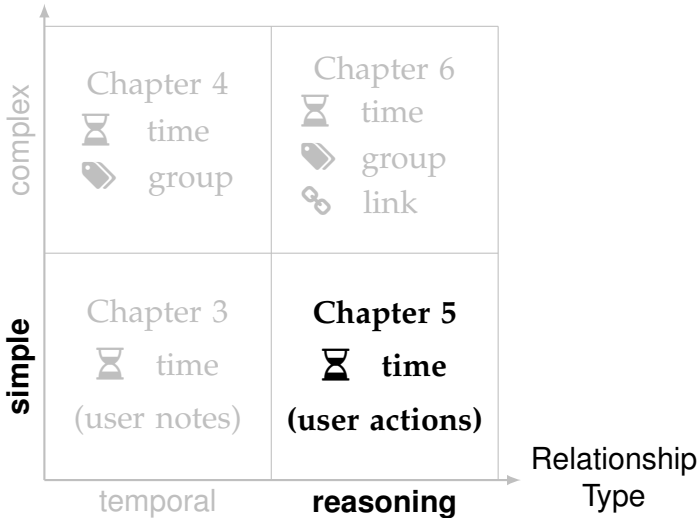 complex
Chapter 4
time
group
Chapter 6
time
group
link
simple
Chapter 3
time
(user notes)
Chapter 5
time
(user actions)
temporal
reasoning
Relationship
Type